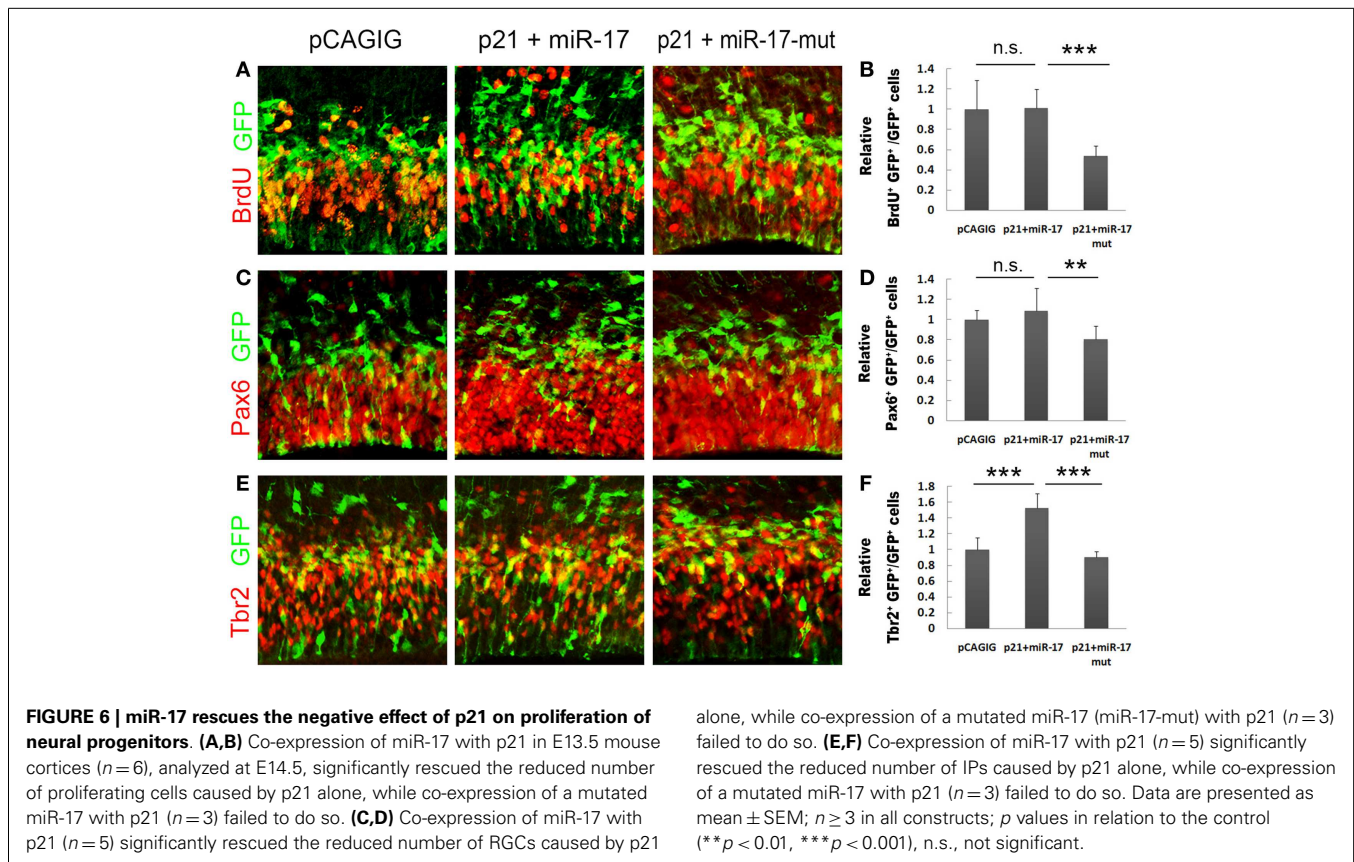 pCAGIG p21 + miR-17 p21 + miR-17-mut
A
BrdU GFP
B
n.s. ***
Relative
BrdU+ GFP+ /GFP+ cells
1.4
1.2
1
0.8
0.6
0.4
0.2
0
pCAGIG p21+miR-17 p21+miR-17
mut
C
Pax6 GFP
D
n.s. **
Relative
Pax6+ GFP+/GFP+ cells
1.4
1.2
1
0.8
0.6
0.4
0.2
0
pCAGIG p21+miR-17 p21+miR-17
mut
E
Tbr2 GFP
F
*** ***
Relative
Tbr2+ GFP+/GFP+ cells
1.8
1.6
1.4
1.2
1
0.8
0.6
0.4
0.2
0
pCAGIG p21+miR-17 p21+miR-17
mut
FIGURE 6 | miR-17 rescues the negative effect of p21 on proliferation of
neural progenitors. (A,B) Co-expression of miR-17 with p21 in E13.5 mouse
cortices (n = 6), analyzed at E14.5, significantly rescued the reduced number
of proliferating cells caused by p21 alone, while co-expression of a mutated
miR-17 with p21 (n = 3) failed to do so. (C,D) Co-expression of miR-17 with
p21 (n = 5) significantly rescued the reduced number of RGCs caused by p21
alone, while co-expression of a mutated miR-17 (miR-17-mut) with p21 (n = 3)
failed to do so. (E,F) Co-expression of miR-17 with p21 (n = 5) significantly
rescued the reduced number of IPs caused by p21 alone, while co-expression
of a mutated miR-17 with p21 (n = 3) failed to do so. Data are presented as
mean ± SEM; n ≥ 3 in all constructs; p values in relation to the control
(**p < 0.01, ***p < 0.001), n.s., not significant.